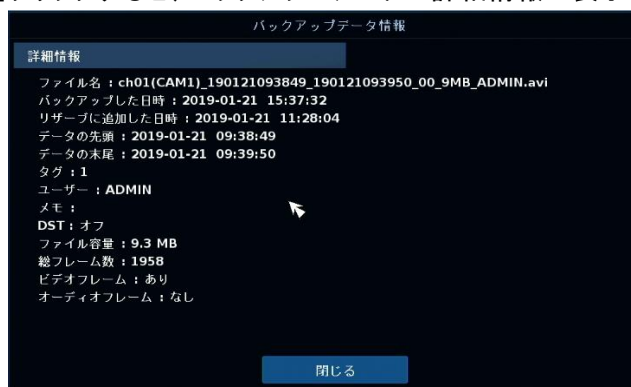 バックアップデータ情報
詳細情報
ファイル名 : ch01(CAM1)_190121093849_190121093950_00_9MB_ADMIN.avi
バックアップした日時 : 2019-01-21 15:37:32
リザーブに追加した日時 : 2019-01-21 11:28:04
データの先頭 : 2019-01-21 09:38:49
データの末尾 : 2019-01-21 09:39:50
タグ : 1
ユーザー : ADMIN
メモ :
DST : オフ
ファイル容量 : 9.3 MB
総フレーム数 : 1958
ビデオフレーム : あり
オーディオフレーム : なし
閉じる